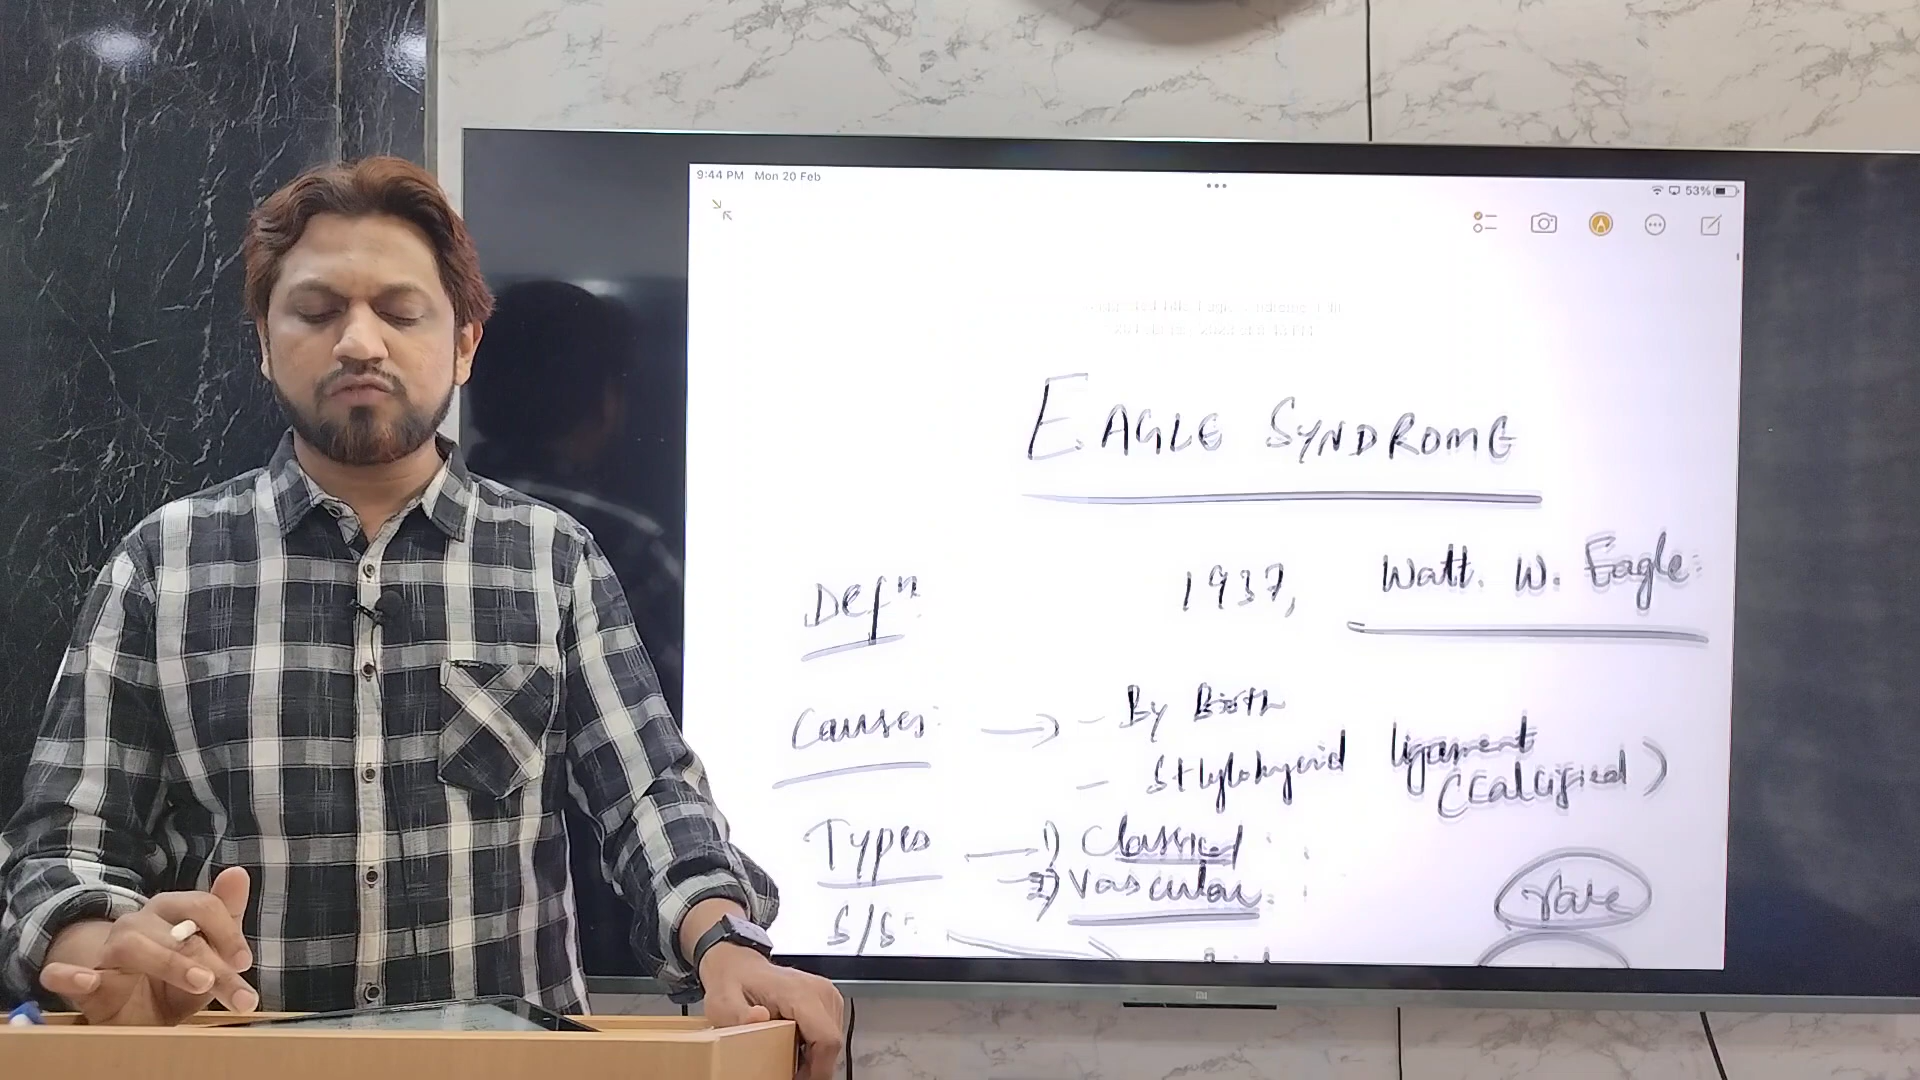 9:44 PM Mon 20 Feb
53%
EAGLE SYNDROME
Defn 1937, Watt. W. Eagle
Causes: → - By Birth
- Stylohyoid ligament
(Calcified)
Types → 1) Classical
→ 2) Vascular
rare
S/S
mi